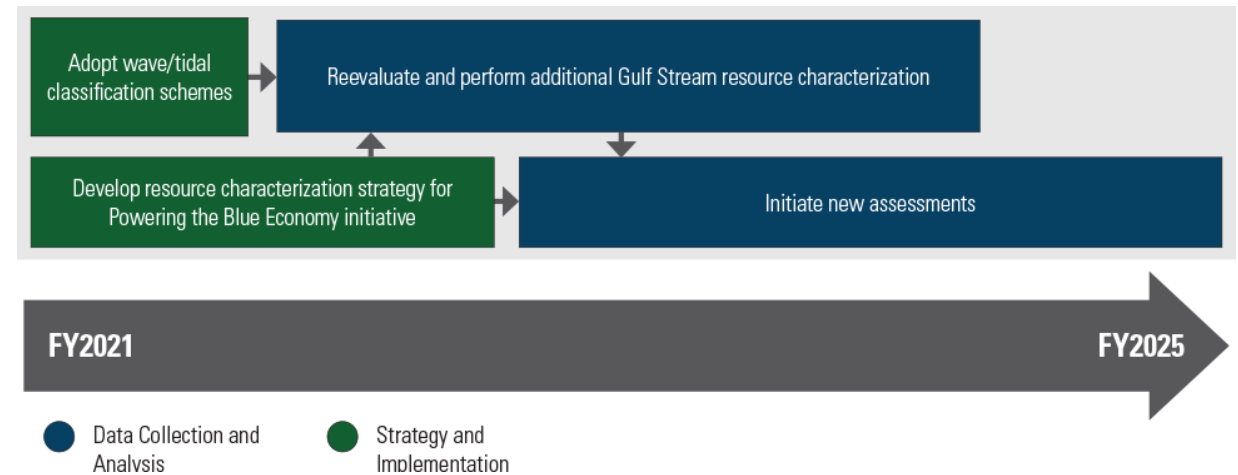 Adopt wave/tidal
classification schemes
Reevaluate and perform additional Gulf Stream resource characterization
Develop resource characterization strategy for
Powering the Blue Economy initiative
Initiate new assessments
FY2021
FY2025
Data Collection and
Analysis
Strategy and
Implementation